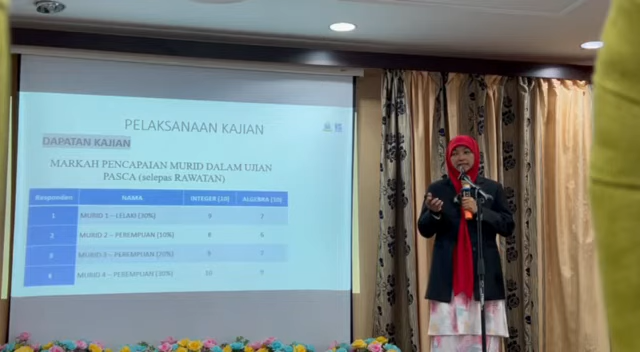 PELAKSANAAN KAJIAN
DAPATAN KAJIAN
MARKAH PENCAPAIAN MURID DALAM UJIAN
PASCA (selepas RAWATAN)
Responden NAMA INTEGER (10) ALGEBRA (10)
1 MURID 1 – LELAKI (30%) 9 7
2 MURID 2 – PEREMPUAN (10%) 8 6
3 MURID 3 – PEREMPUAN (20%) 9 7
4 MURID 4 – PEREMPUAN (30%) 10 7